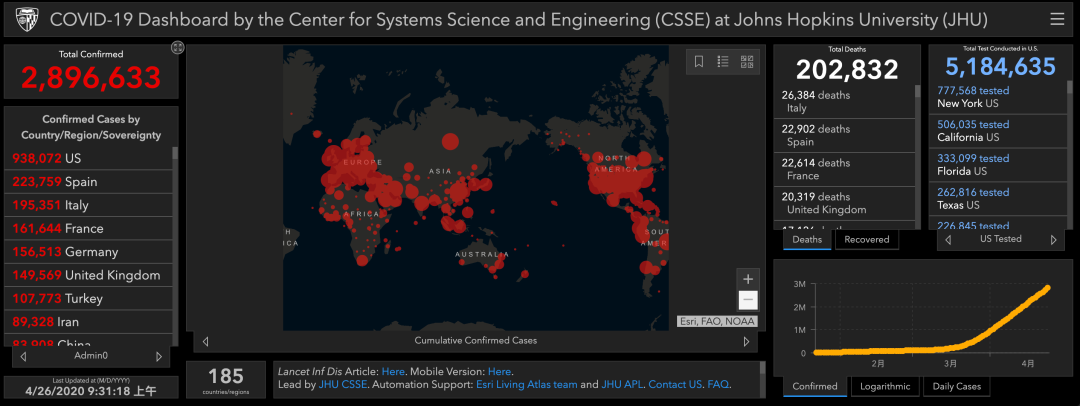 COVID-19 Dashboard by the Center for Systems Science and Engineering (CSSE) at Johns Hopkins University (JHU)
Total Confirmed
2,896,633
Confirmed Cases by
Country/Region/Sovereignty
938,072 US
223,759 Spain
195,351 Italy
161,644 France
156,513 Germany
149,569 United Kingdom
107,773 Turkey
89,328 Iran
83,908 China
Admin0
Last Updated at (M/D/YYYY)
4/26/2020 9:31:18 上午
EUROPE
ASIA
AFRICA
AUSTRALIA
NORTH
AMERICA
SOUT
AMER
H
ICA
Esri, FAO, NOAA
Cumulative Confirmed Cases
185
countries/regions
Lancet Inf Dis Article: Here. Mobile Version: Here.
Lead by JHU CSSE. Automation Support: Esri Living Atlas team and JHU APL. Contact US. FAQ.
Total Deaths
202,832
26,384 deaths
Italy
22,902 deaths
Spain
22,614 deaths
France
20,319 deaths
United Kingdom
Deaths
Recovered
Total Test Conducted in U.S.
5,184,635
777,568 tested
New York US
506,035 tested
California US
333,099 tested
Florida US
262,816 tested
Texas US
226,845 tested
US Tested
3M
2M
1M
0
2月
3月
4月
Confirmed
Logarithmic
Daily Cases